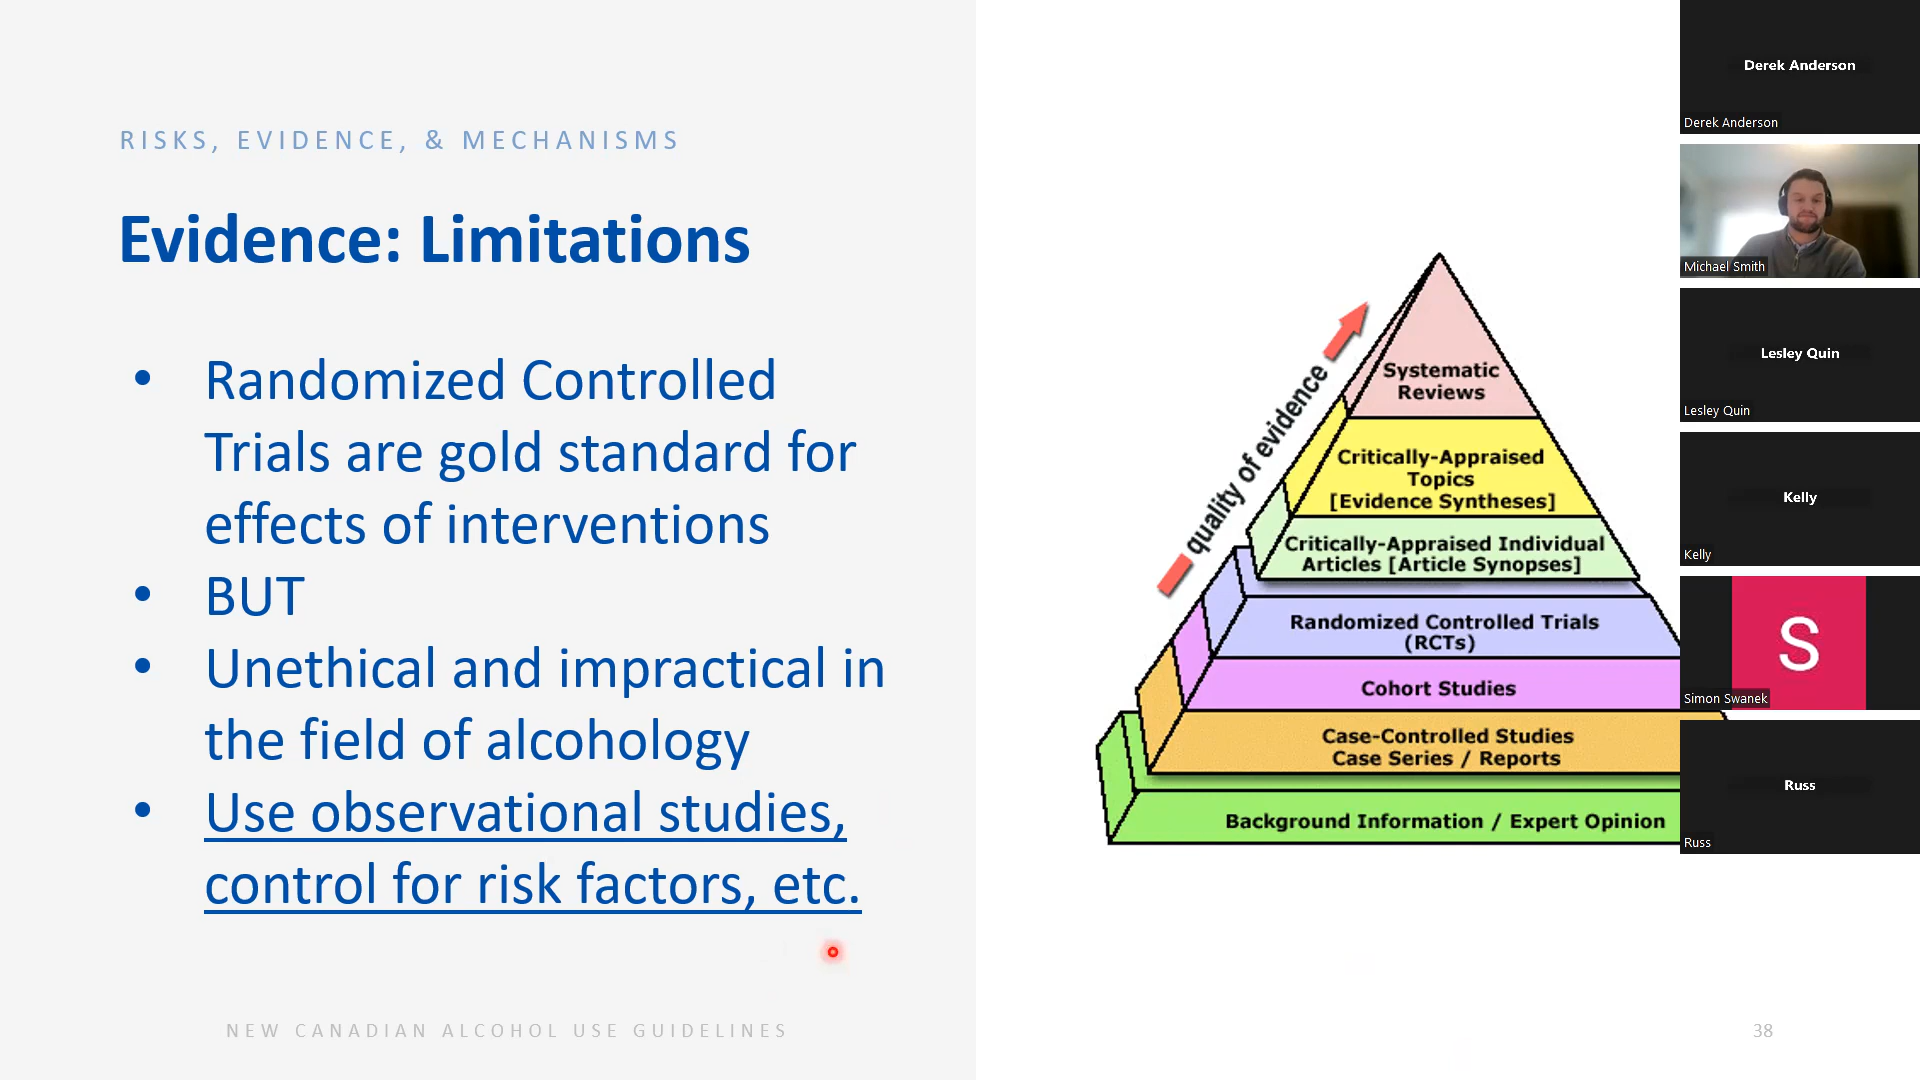 RISKS, EVIDENCE, & MECHANISMS
Evidence: Limitations
• Randomized Controlled
Trials are gold standard for
effects of interventions
• BUT
• Unethical and impractical in
the field of alcohology
• Use observational studies,
control for risk factors, etc.
NEW CANADIAN ALCOHOL USE GUIDELINES
quality of evidence
Systematic
Reviews
Critically-Appraised
Topics
[Evidence Syntheses]
Critically-Appraised Individual
Articles [Article Synopses]
Randomized Controlled Trials
(RCTs)
Cohort Studies
Case-Controlled Studies
Case Series / Reports
Background Information / Expert Opinion
38
Derek Anderson
Derek Anderson
Michael Smith
Lesley Quin
Lesley Quin
Kelly
Kelly
S
Simon Swanek
Russ
Russ